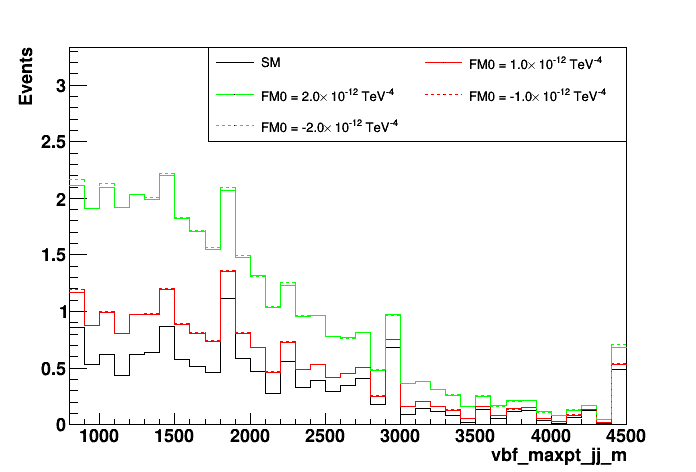 Events
SM
FM0 = 1.0× 10⁻¹² TeV⁻⁴
FM0 = 2.0× 10⁻¹² TeV⁻⁴
FM0 = -1.0× 10⁻¹² TeV⁻⁴
FM0 = -2.0× 10⁻¹² TeV⁻⁴
3
2.5
2
1.5
1
0.5
0
1000 1500 2000 2500 3000 3500 4000 4500
vbf_maxpt_jj_m